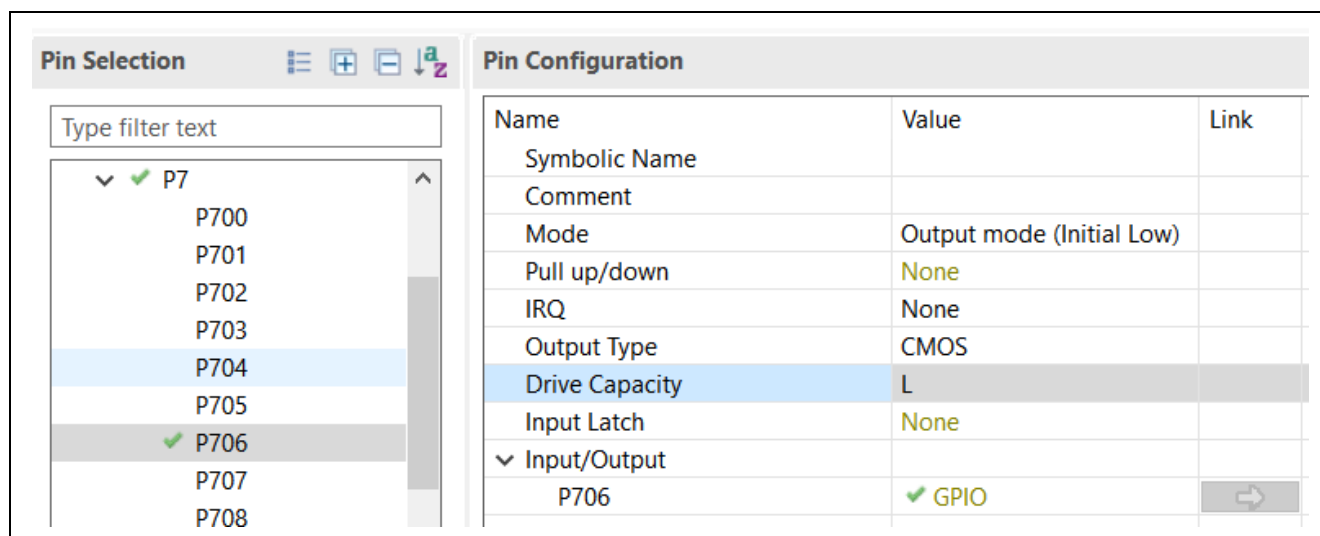 Pin Selection
Type filter text
P7
P700
P701
P702
P703
P704
P705
P706
P707
P708
Pin Configuration
Name Value Link
Symbolic Name
Comment
Mode Output mode (Initial Low)
Pull up/down None
IRQ None
Output Type CMOS
Drive Capacity L
Input Latch None
Input/Output
P706 GPIO